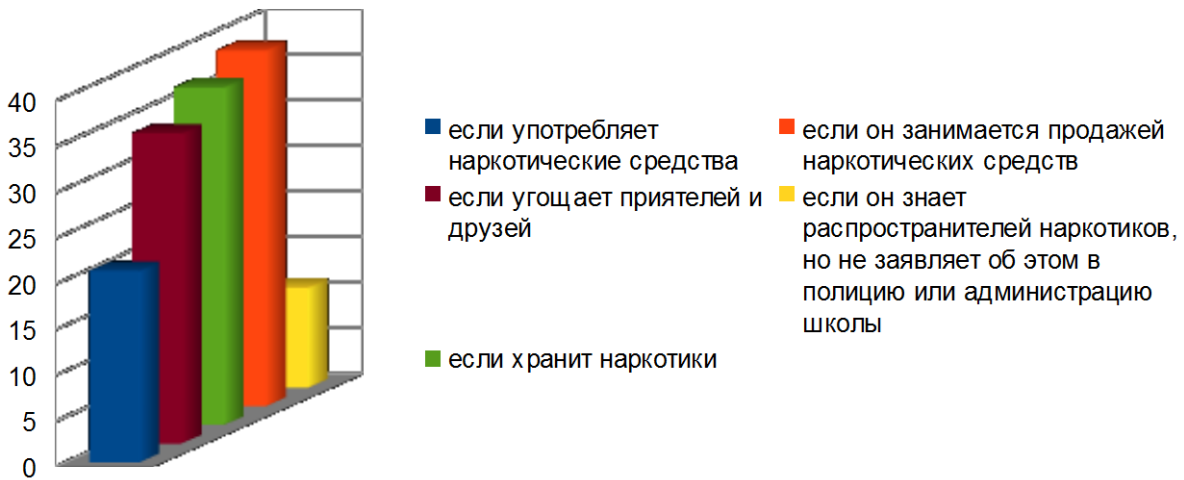 40
35
30
25
20
15
10
5
0
если употребляет
наркотические средства
если угощает приятелей и
друзей
если хранит наркотики
если он занимается продажей
наркотических средств
если он знает
распространителей наркотиков,
но не заявляет об этом в
полицию или администрацию
школы